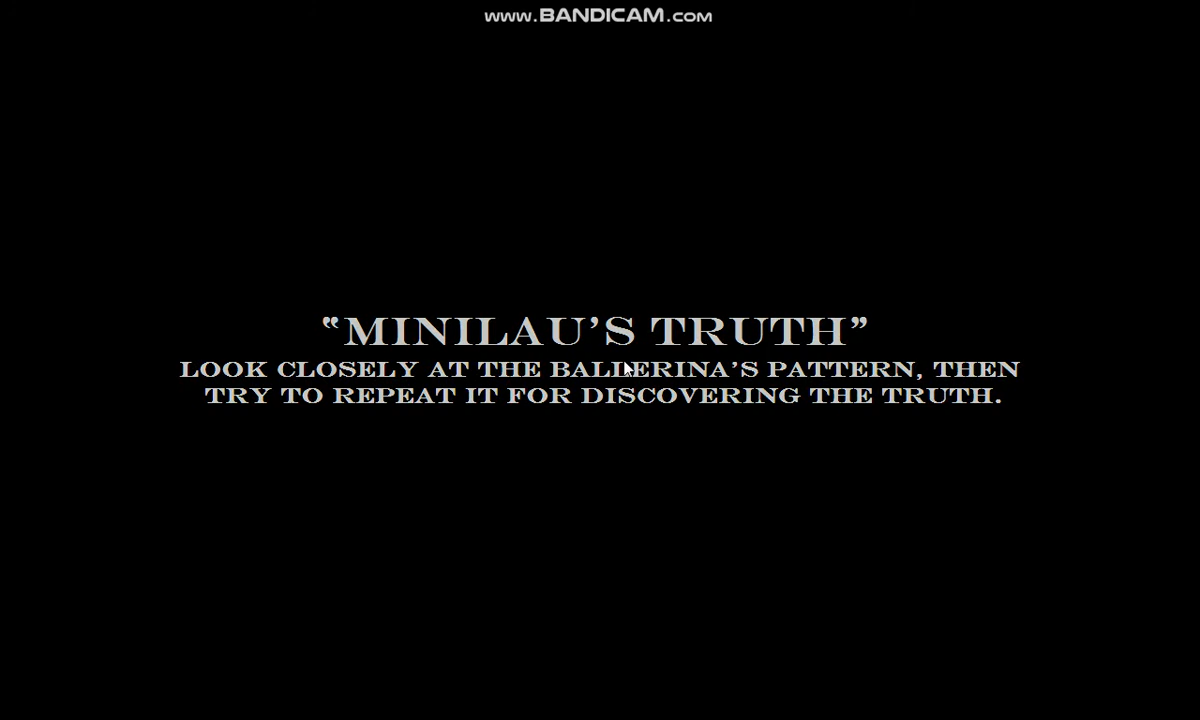 www.BANDICAM.com
"MINILAU'S TRUTH"
LOOK CLOSELY AT THE BALLERINA'S PATTERN, THEN
TRY TO REPEAT IT FOR DISCOVERING THE TRUTH.